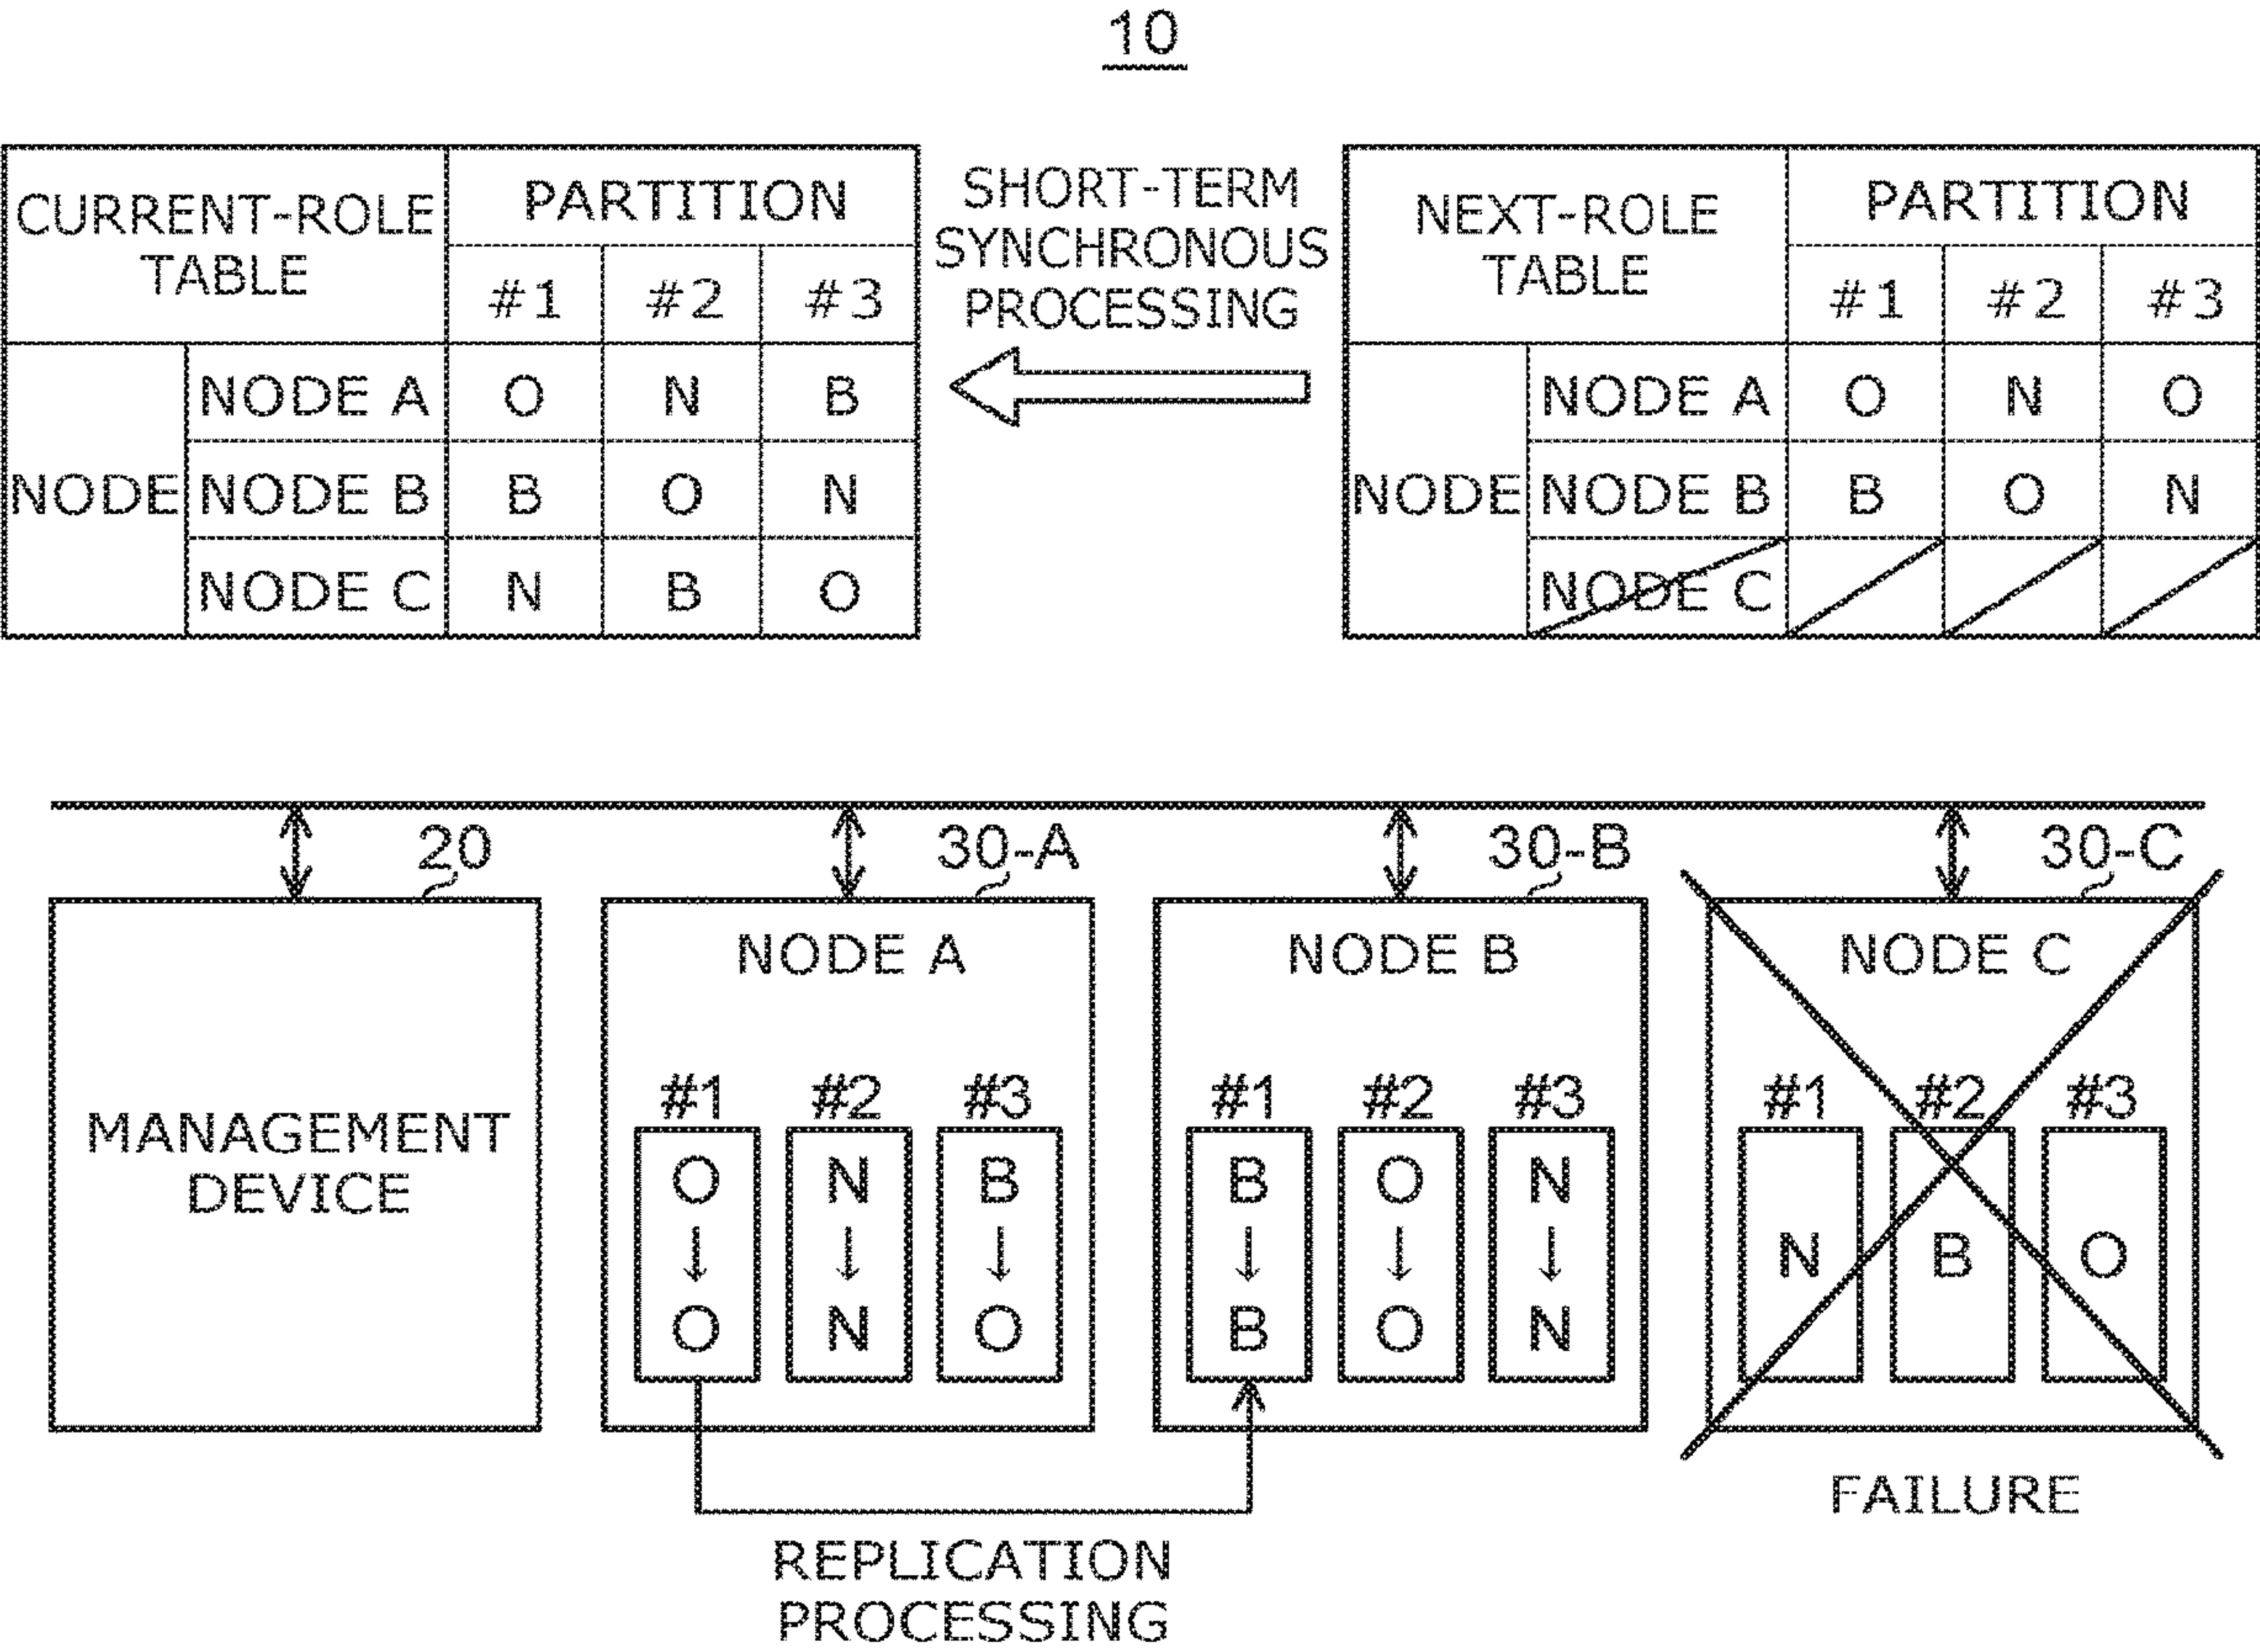 10
CURRENT-ROLE TABLE PARTITION
#1 #2 #3
NODE NODE A O N B
NODE B B O N
NODE C N B O
SHORT-TERM
SYNCHRONOUS
PROCESSING
NEXT-ROLE TABLE PARTITION
#1 #2 #3
NODE NODE A O N O
NODE B B O N
NODE C
20
MANAGEMENT
DEVICE
30-A
NODE A
#1 #2 #3
O N B
↓ ↓ ↓
O N O
30-B
NODE B
#1 #2 #3
B O N
↓ ↓ ↓
B O N
30-C
NODE C
#1 #2 #3
N B O
FAILURE
REPLICATION
PROCESSING